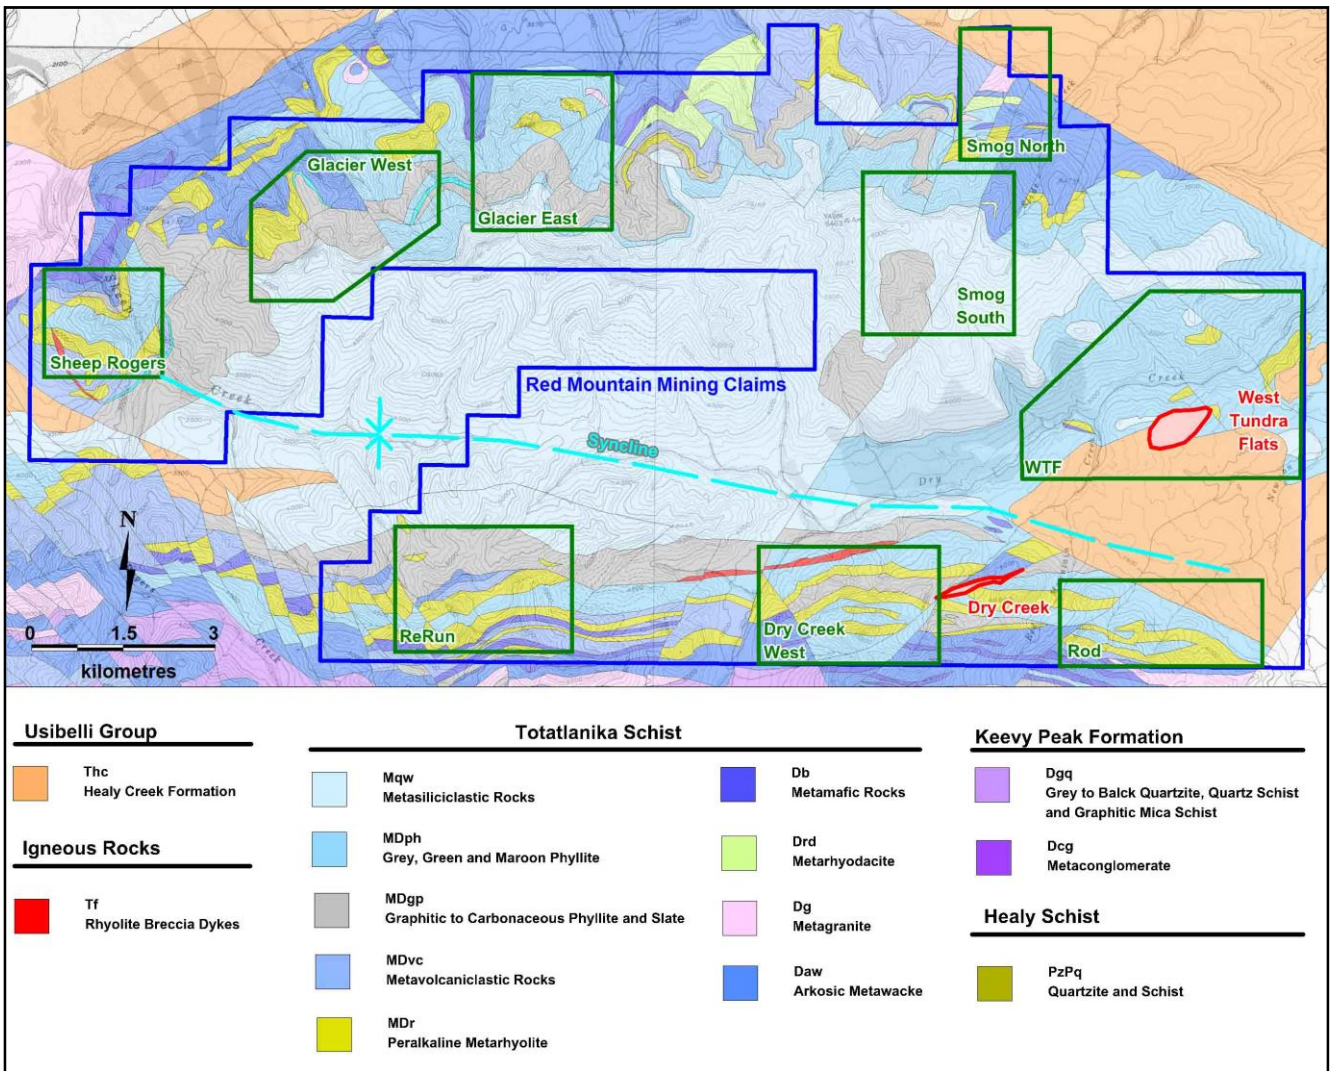 Glacier West
Smog North
Glacier East
Smog
South
Sheep Rogers
Creek
Red Mountain Mining Claims
Creek
West
Tundra
Flats
Syncline
WTF
Dry
Creek
N
0 1.5 3
kilometres
Creek
ReRun
Dry Creek
West
Dry Creek
Rod
Usibelli Group
Thc
Healy Creek Formation
Igneous Rocks
Tf
Rhyolite Breccia Dykes
Totatlanika Schist
Mqw
Metasiliciclastic Rocks
MDph
Grey, Green and Maroon Phyllite
MDgp
Graphitic to Carbonaceous Phyllite and Slate
MDvc
Metavolcaniclastic Rocks
MDr
Peralkaline Metarhyolite
Db
Metamafic Rocks
Drd
Metarhyodacite
Dg
Metagranite
Daw
Arkosic Metawacke
Keevy Peak Formation
Dgq
Grey to Balck Quartzite, Quartz Schist
and Graphitic Mica Schist
Dcg
Metaconglomerate
Healy Schist
PzPq
Quartzite and Schist